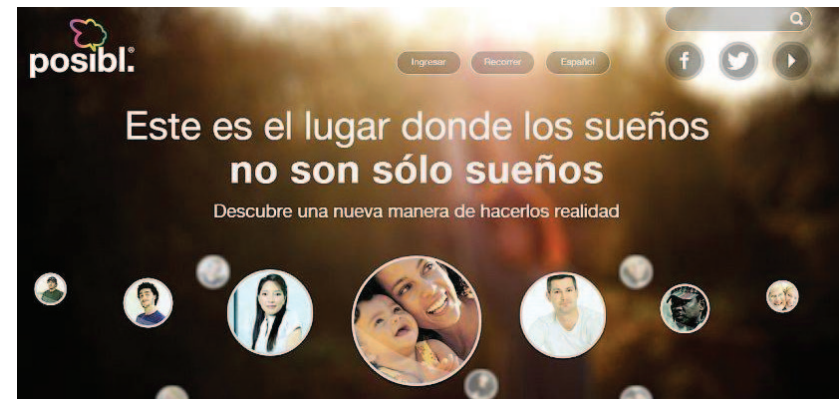 posibl.®
Ingresar
Recorrer
Español
Este es el lugar donde los sueños
no son sólo sueños
Descubre una nueva manera de hacerlos realidad